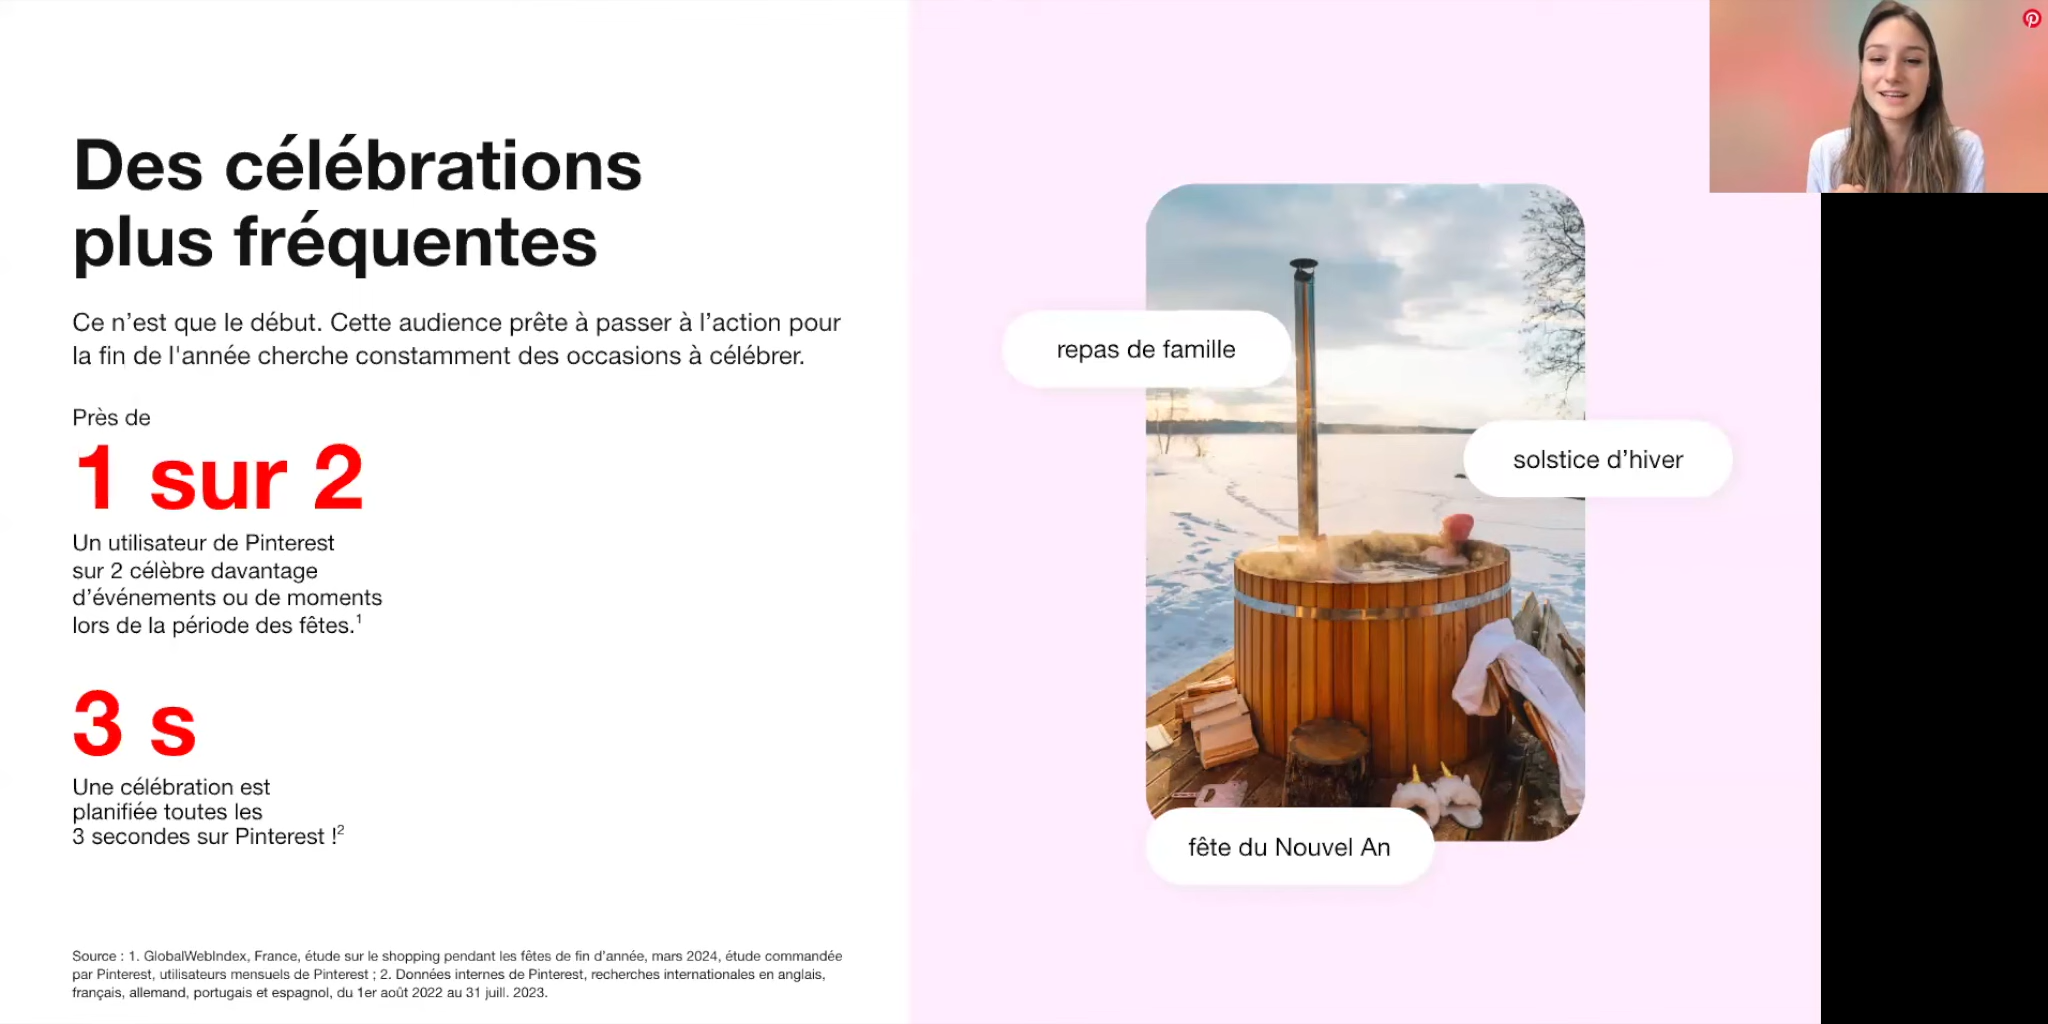 Des célébrations
plus fréquentes
Ce n’est que le début. Cette audience prête à passer à l’action pour
la fin de l'année cherche constamment des occasions à célébrer.
Près de
1 sur 2
Un utilisateur de Pinterest
sur 2 célèbre davantage
d’événements ou de moments
lors de la période des fêtes.¹
3 s
Une célébration est
planifiée toutes les
3 secondes sur Pinterest !²
Source : 1. GlobalWebIndex, France, étude sur le shopping pendant les fêtes de fin d’année, mars 2024, étude commandée
par Pinterest, utilisateurs mensuels de Pinterest ; 2. Données internes de Pinterest, recherches internationales en anglais,
français, allemand, portugais et espagnol, du 1er août 2022 au 31 juill. 2023.
repas de famille
solstice d’hiver
fête du Nouvel An